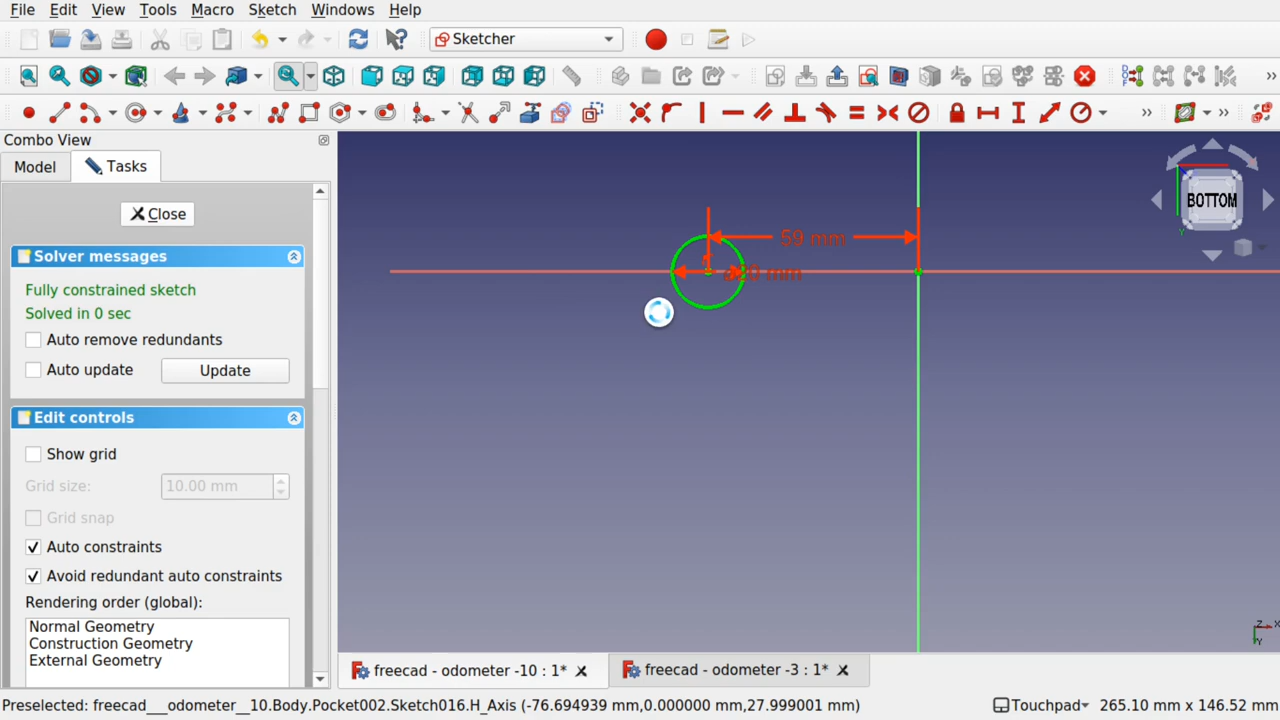 File Edit View Tools Macro Sketch Windows Help
Sketcher
»
» »
Combo View
Model Tasks
Close
Solver messages
Fully constrained sketch
Solved in 0 sec
Auto remove redundants
Auto update Update
Edit controls
Show grid
Grid size: 10.00 mm
Grid snap
Auto constraints
Avoid redundant auto constraints
Rendering order (global):
Normal Geometry
Construction Geometry
External Geometry
59 mm
mm
BOTTOM
Y
Z X
Y
freecad - odometer -10 : 1* freecad - odometer -3 : 1*
Preselected: freecad___odometer__10.Body.Pocket002.Sketch016.H_Axis (-76.694939 mm,0.000000 mm,27.999001 mm) Touchpad 265.10 mm x 146.52 mm